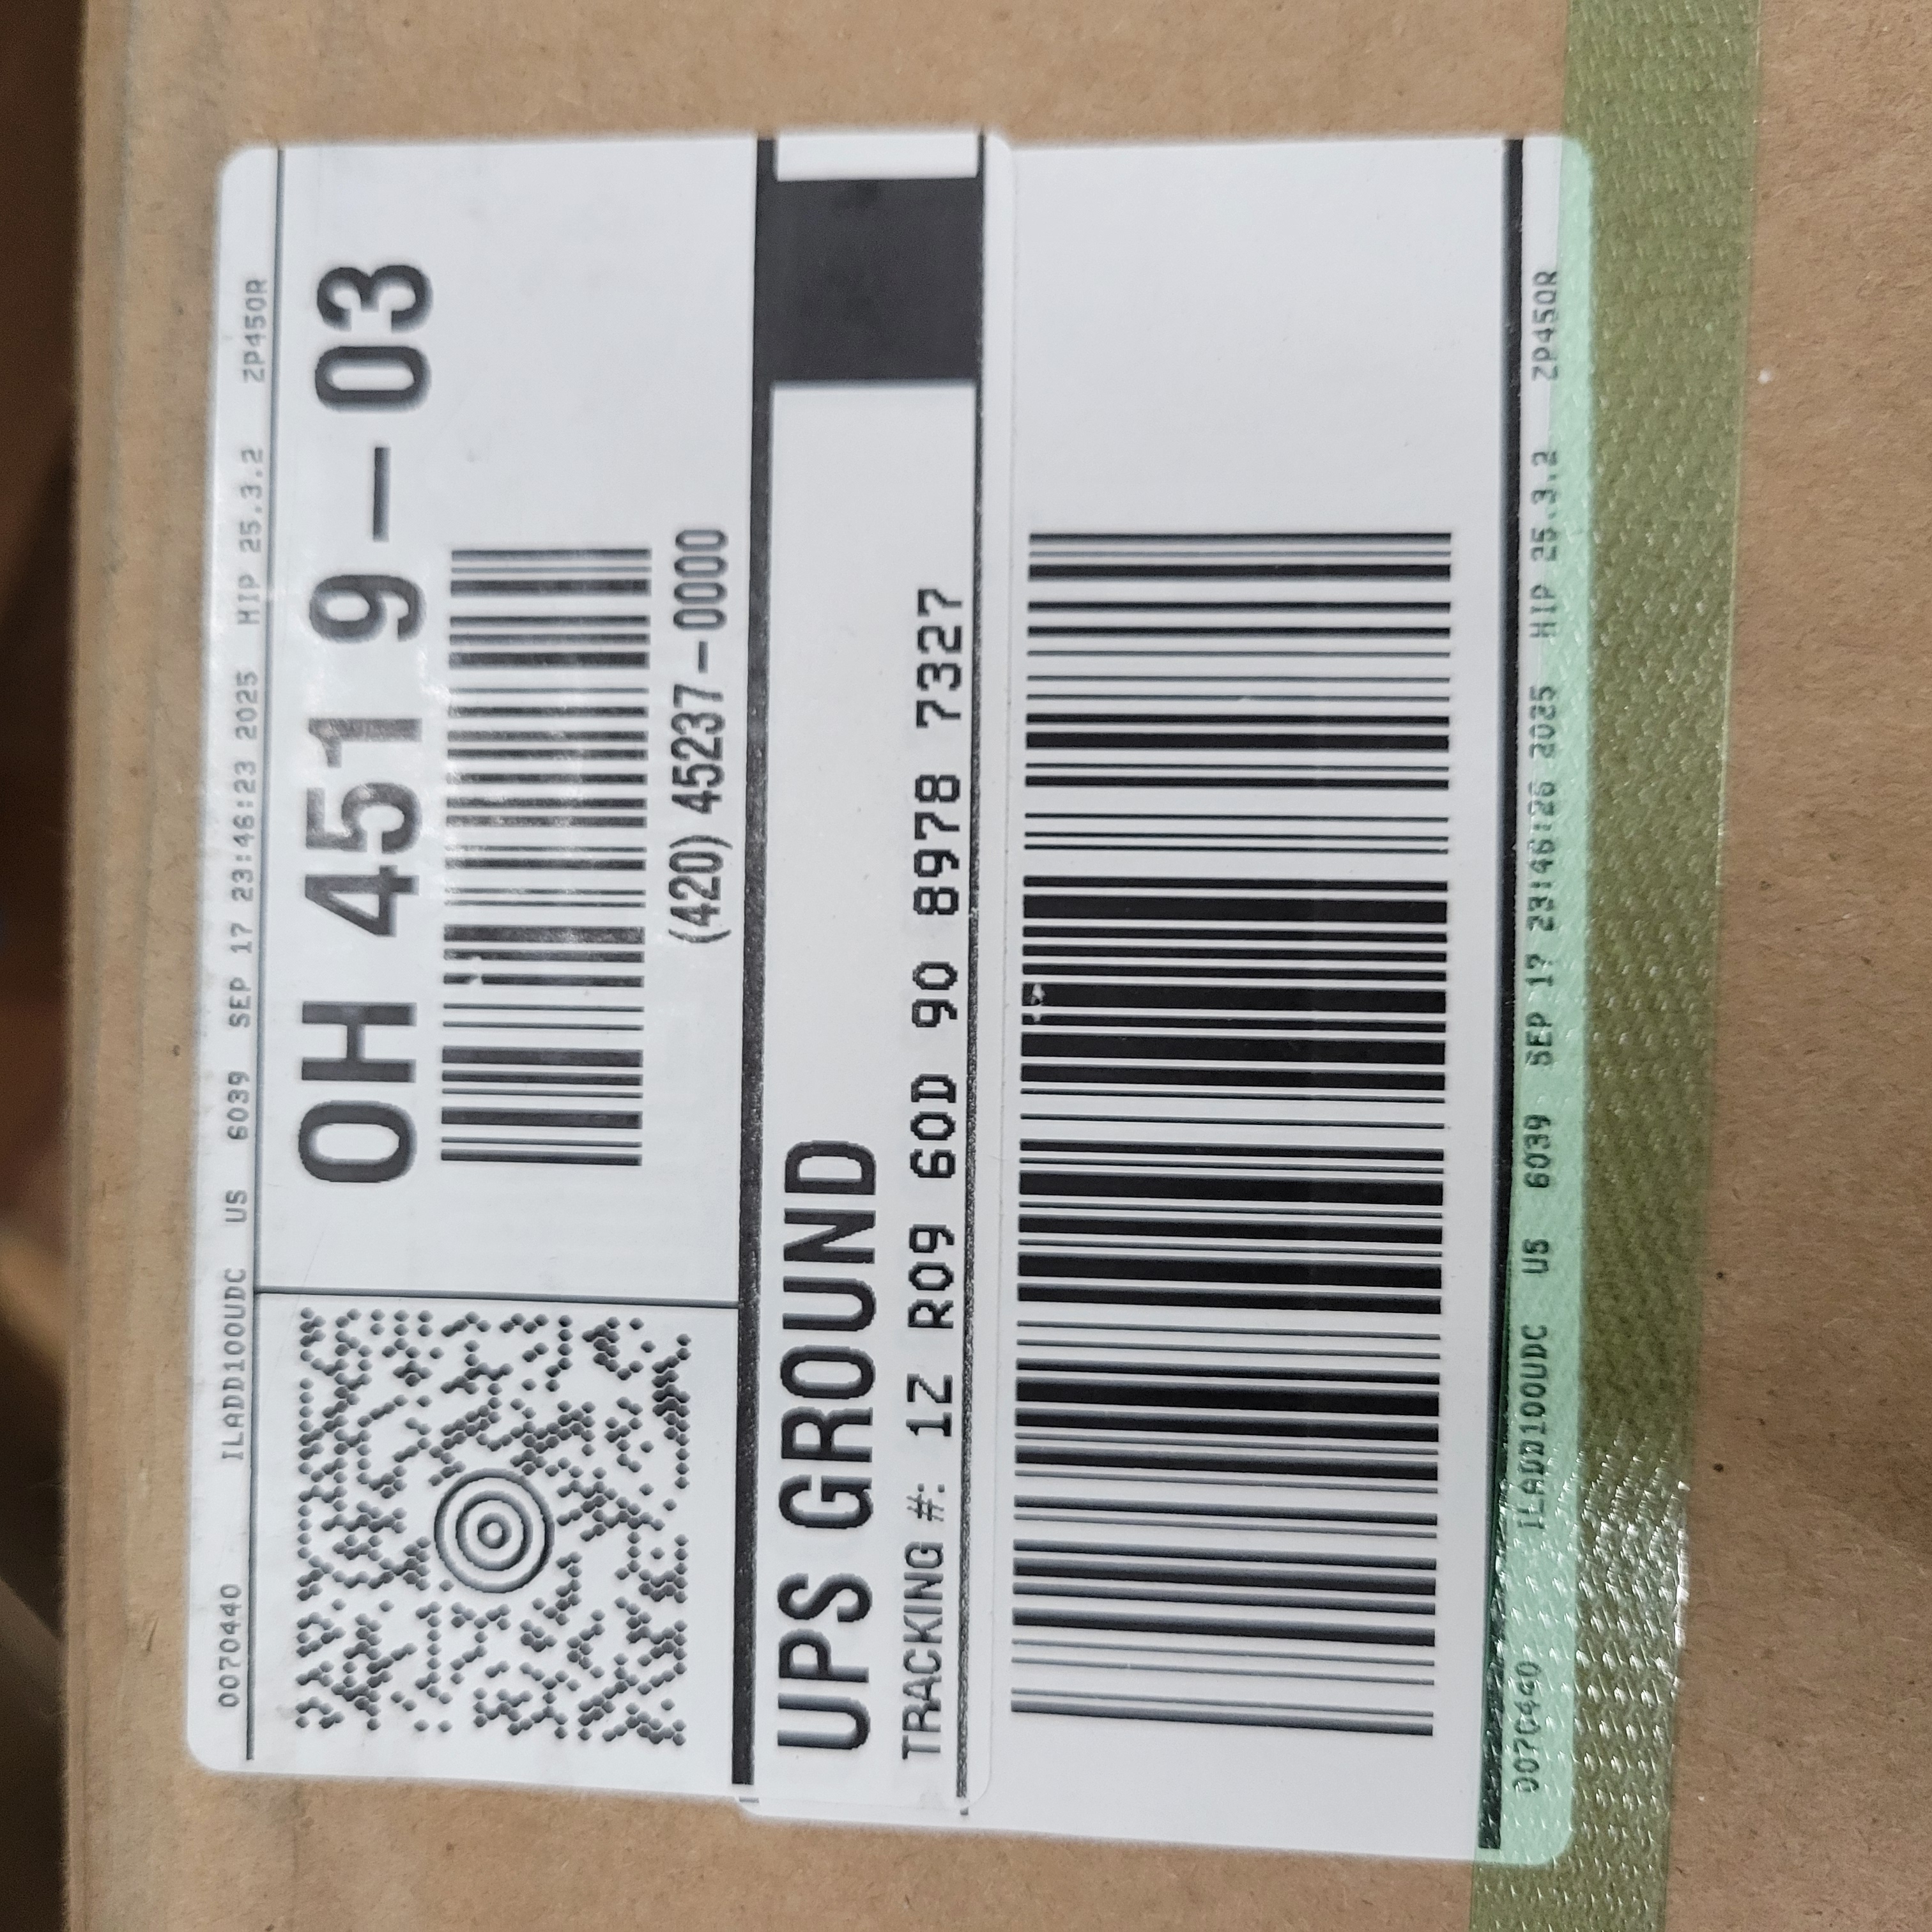 0070440 ILADD100UDC US 6039 SEP 17 23:46:23 2025 HIP 25.3.2 ZP450R
OH 451 9-03
(420) 45237-0000
UPS GROUND
TRACKING #: 1Z R09 60D 90 8978 7327
0070440 ILADD100UDC US 6039 SEP 17 23:46:26 2025 HIP 25.3.2 ZP450R